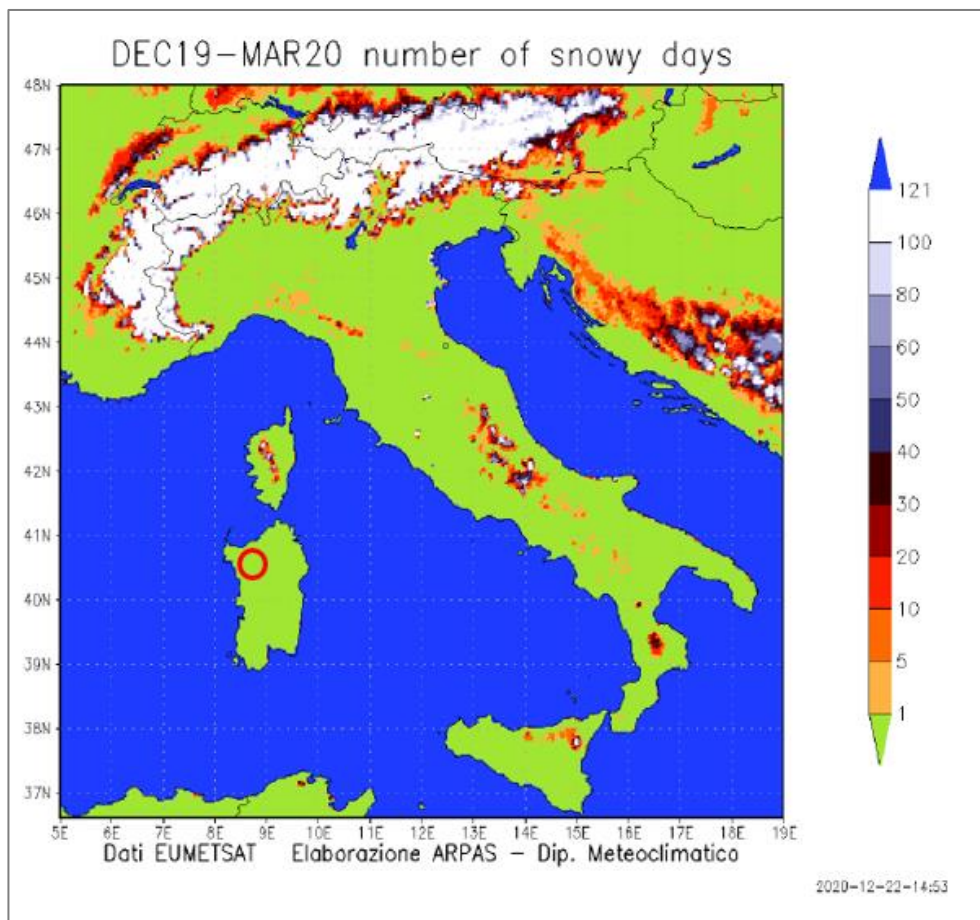 DEC19-MAR20 number of snowy days
48N
47N
46N
45N
44N
43N
42N
41N
40N
39N
38N
37N
5E 6E 7E 8E 9E 10E 11E 12E 13E 14E 15E 16E 17E 18E 19E
121
100
80
60
50
40
30
20
10
5
1
Dati EUMETSAT Elaborazione ARPAS - Dip. Meteoclimatico
2020-12-22-14:53